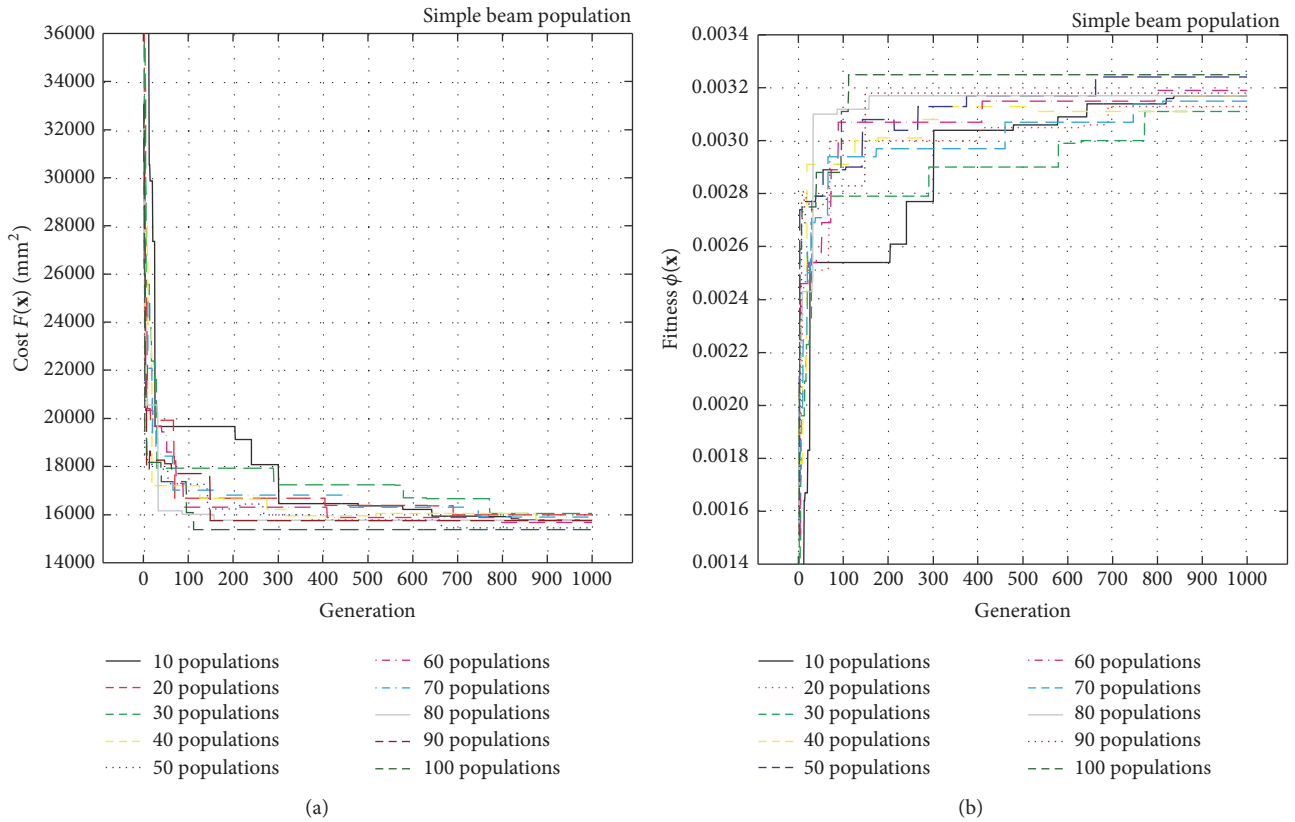 Simple beam population
36000
34000
32000
30000
28000
26000
24000
22000
20000
18000
16000
14000
Cost F(x) (mm²)
0 100 200 300 400 500 600 700 800 900 1000
Generation
10 populations
20 populations
30 populations
40 populations
50 populations
60 populations
70 populations
80 populations
90 populations
100 populations
(a)
Simple beam population
0.0034
0.0032
0.0030
0.0028
0.0026
0.0024
0.0022
0.0020
0.0018
0.0016
0.0014
Fitness ϕ(x)
0 100 200 300 400 500 600 700 800 900 1000
Generation
10 populations
20 populations
30 populations
40 populations
50 populations
60 populations
70 populations
80 populations
90 populations
100 populations
(b)